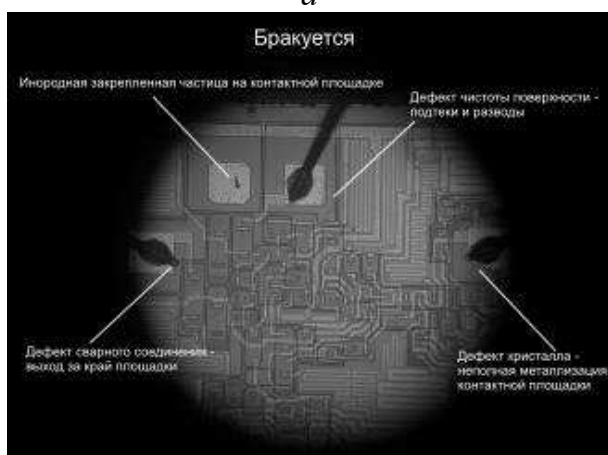 Бракуется
Инородная закрепленная частица на контактной площадке
Дефект чистоты поверхности -
подтеки и разводы
Дефект сварного соединения -
выход за край площадки
Дефект кристалла -
неполная металлизация
контактной площадки